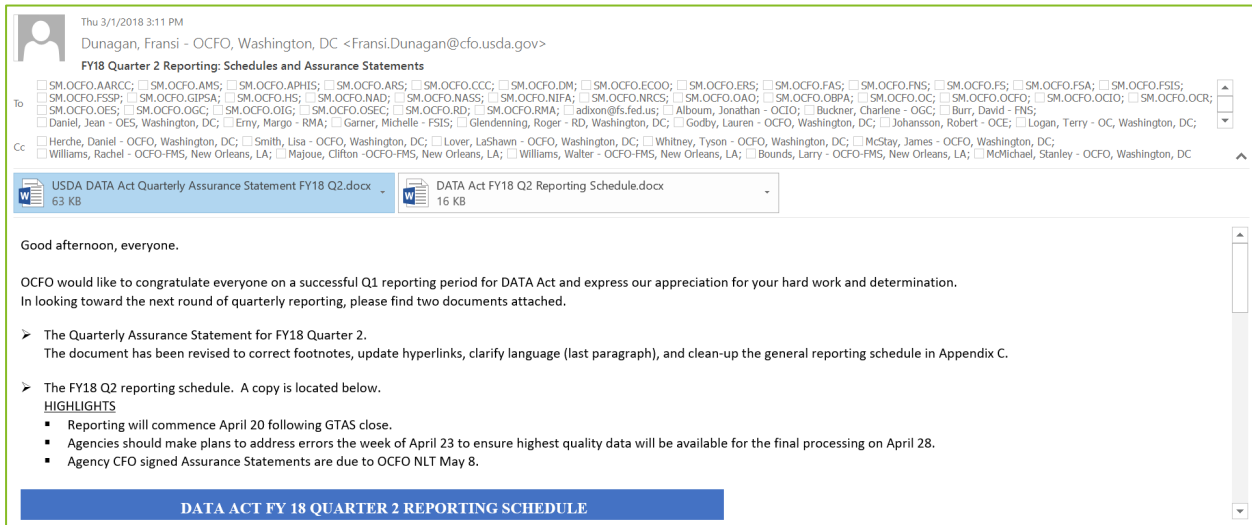 Thu 3/1/2018 3:11 PM
Dunagan, Fransi - OCFO, Washington, DC <Fransi.Dunagan@cfo.usda.gov>
FY18 Quarter 2 Reporting: Schedules and Assurance Statements
SM.OCFO.AARCC; SM.OCFO.AMS; SM.OCFO.APHIS; SM.OCFO.ARS; SM.OCFO.CCC; SM.OCFO.DM; SM.OCFO.ECOO; SM.OCFO.ERS; SM.OCFO.FAS; SM.OCFO.FNS; SM.OCFO.FS; SM.OCFO.FSA; SM.OCFO.FSIS;
To SM.OCFO.FSSP; SM.OCFO.GIPSA; SM.OCFO.HS; SM.OCFO.NAD; SM.OCFO.NASS; SM.OCFO.NIFA; SM.OCFO.NRCS; SM.OCFO.OAO; SM.OCFO.OBPA; SM.OCFO.OC; SM.OCFO.OCFO; SM.OCFO.OCIO; SM.OCFO.OCR;
SM.OCFO.OES; SM.OCFO.OGC; SM.OCFO.OIG; SM.OCFO.OSEC; SM.OCFO.RD; SM.OCFO.RMA; adixon@fs.fed.us; Alboum, Jonathan - OCIO; Buckner, Charlene - OGC; Burr, David - FNS;
Daniel, Jean - OES, Washington, DC; Erny, Margo - RMA; Garner, Michelle - FSIS; Glendenning, Roger - RD, Washington, DC; Godby, Lauren - OCFO, Washington, DC; Johansson, Robert - OCE; Logan, Terry - OC, Washington, DC;
Cc Herche, Daniel - OCFO, Washington, DC; Smith, Lisa - OCFO, Washington, DC; Lover, LaShawn - OCFO, Washington, DC; Whitney, Tyson - OCFO, Washington, DC; McStay, James - OCFO, Washington, DC;
Williams, Rachel - OCFO-FMS, New Orleans, LA; Majoue, Clifton -OCFO-FMS, New Orleans, LA; Williams, Walter - OCFO-FMS, New Orleans, LA; Bounds, Larry - OCFO-FMS, New Orleans, LA; McMichael, Stanley - OCFO, Washington, DC
USDA DATA Act Quarterly Assurance Statement FY18 Q2.docx
63 KB
DATA Act FY18 Q2 Reporting Schedule.docx
16 KB
Good afternoon, everyone.
OCFO would like to congratulate everyone on a successful Q1 reporting period for DATA Act and express our appreciation for your hard work and determination.
In looking toward the next round of quarterly reporting, please find two documents attached.
➢ The Quarterly Assurance Statement for FY18 Quarter 2.
The document has been revised to correct footnotes, update hyperlinks, clarify language (last paragraph), and clean-up the general reporting schedule in Appendix C.
➢ The FY18 Q2 reporting schedule. A copy is located below.
HIGHLIGHTS
▪ Reporting will commence April 20 following GTAS close.
▪ Agencies should make plans to address errors the week of April 23 to ensure highest quality data will be available for the final processing on April 28.
▪ Agency CFO signed Assurance Statements are due to OCFO NLT May 8.
DATA ACT FY 18 QUARTER 2 REPORTING SCHEDULE